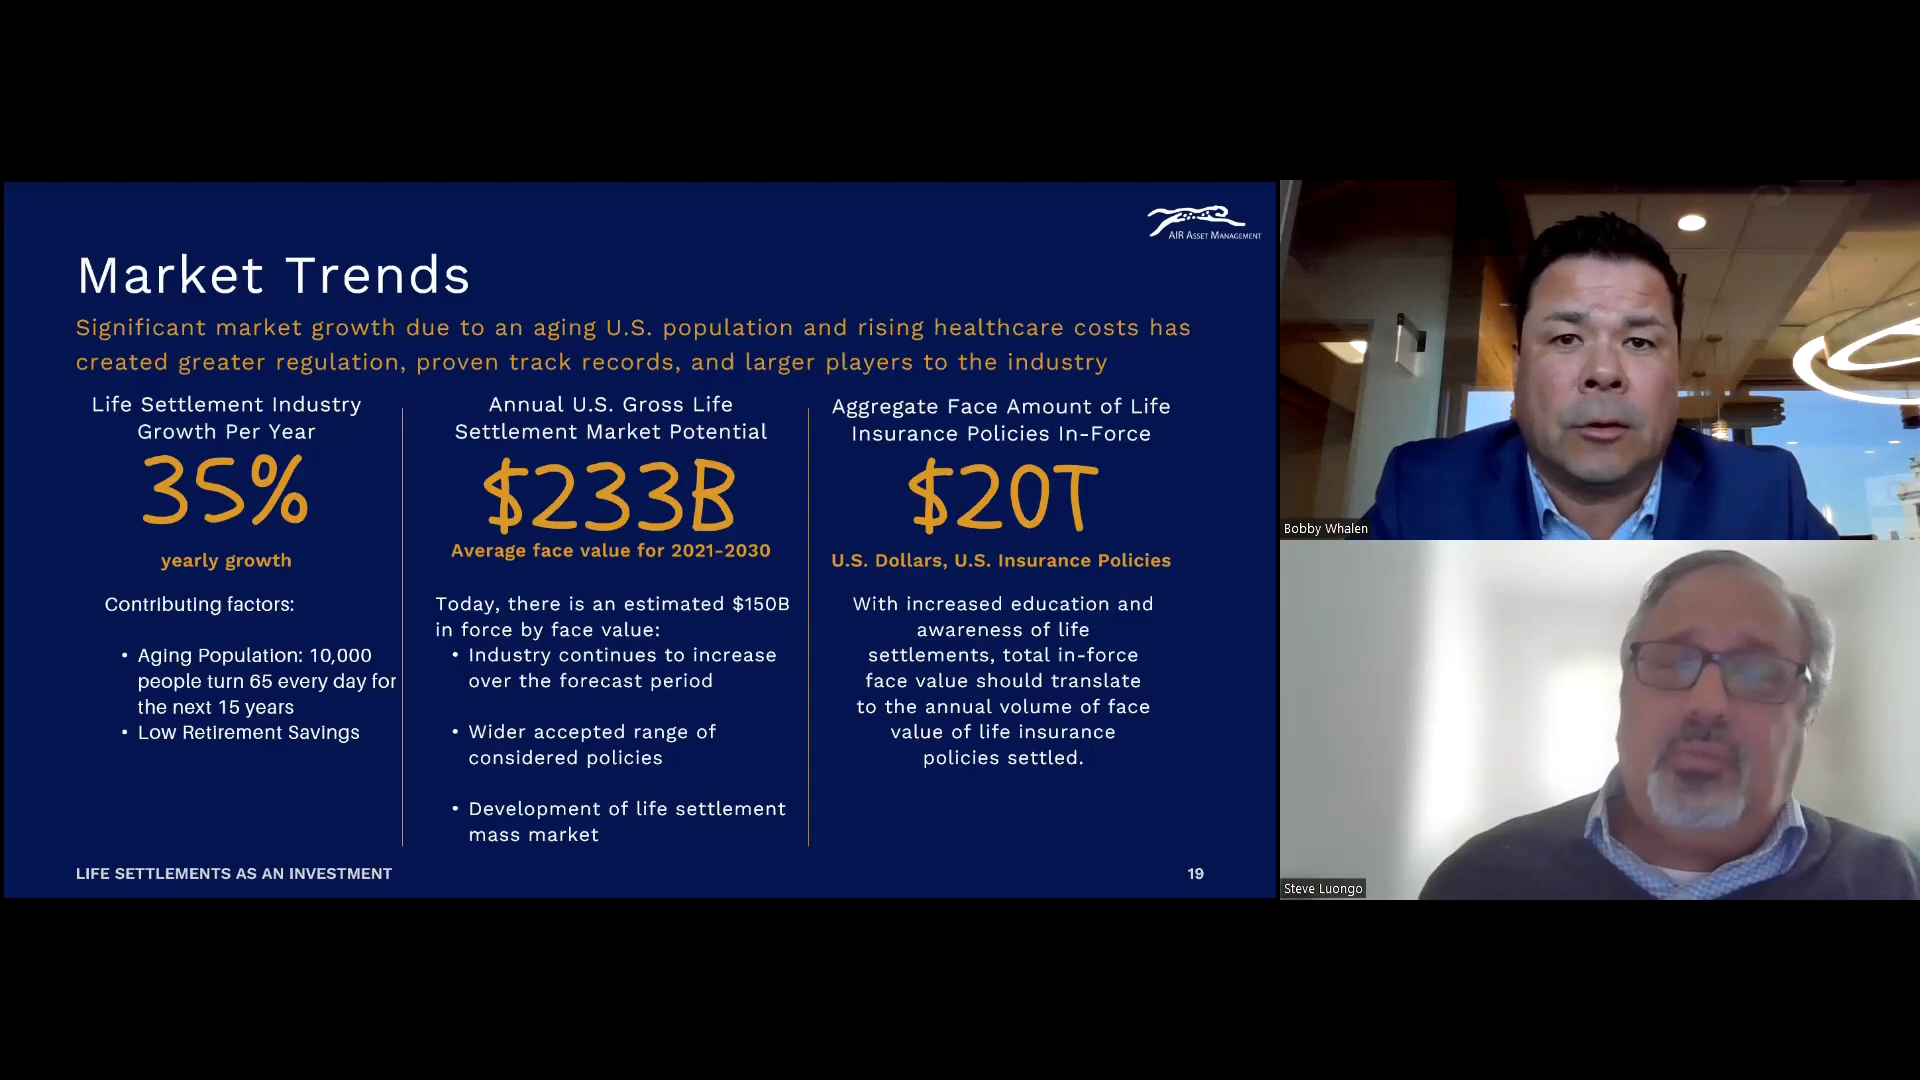 AIR ASSET MANAGEMENT
Market Trends
Significant market growth due to an aging U.S. population and rising healthcare costs has
created greater regulation, proven track records, and larger players to the industry
Life Settlement Industry
Growth Per Year
35%
yearly growth
Contributing factors:
• Aging Population: 10,000
people turn 65 every day for
the next 15 years
• Low Retirement Savings
Annual U.S. Gross Life
Settlement Market Potential
$233B
Average face value for 2021-2030
Today, there is an estimated $150B
in force by face value:
• Industry continues to increase
over the forecast period
• Wider accepted range of
considered policies
• Development of life settlement
mass market
Aggregate Face Amount of Life
Insurance Policies In-Force
$20T
U.S. Dollars, U.S. Insurance Policies
With increased education and
awareness of life
settlements, total in-force
face value should translate
to the annual volume of face
value of life insurance
policies settled.
LIFE SETTLEMENTS AS AN INVESTMENT
19
Bobby Whalen
Steve Luongo